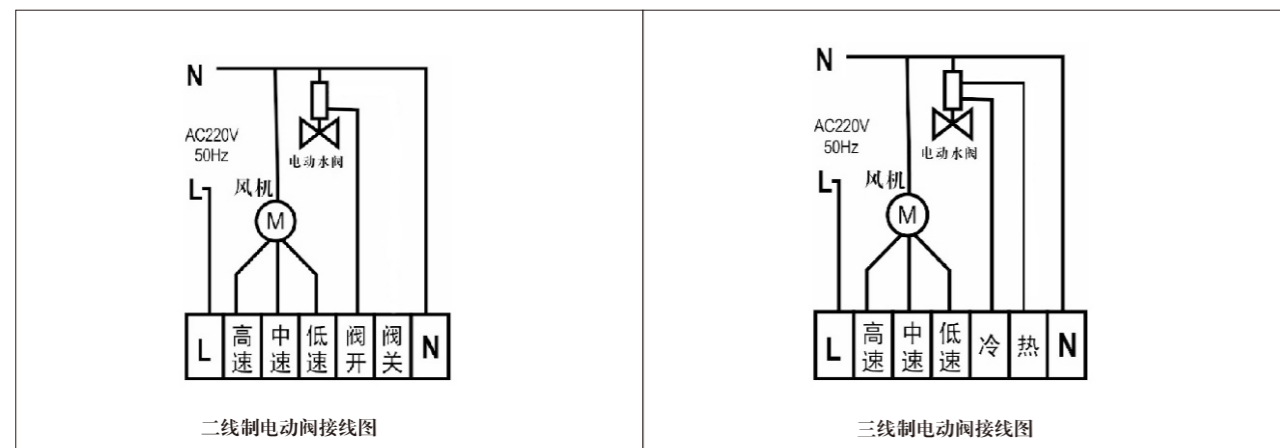 N
AC220V
50Hz
电动水阀
L
风机
M
L 高速 中速 低速 阀开 阀关 N
二线制电动阀接线图
N
AC220V
50Hz
电动水阀
L
风机
M
L 高速 中速 低速 冷 热 N
三线制电动阀接线图